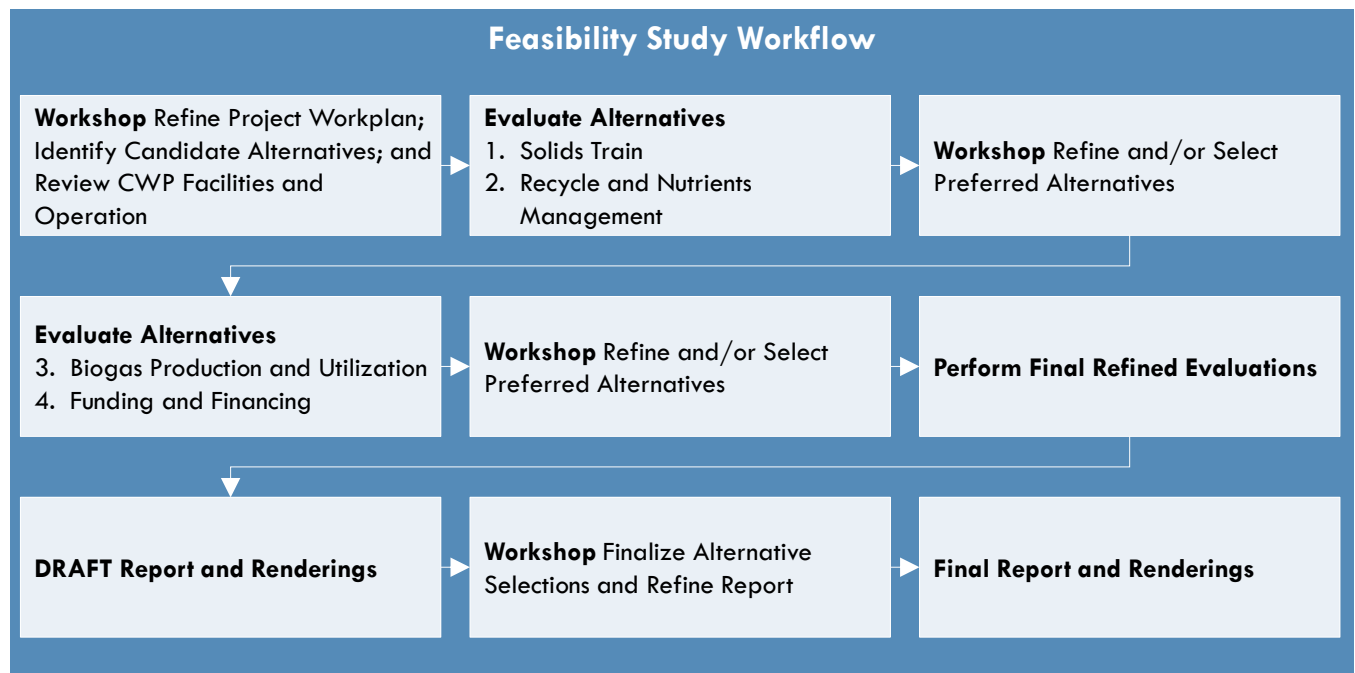 Feasibility Study Workflow
Workshop Refine Project Workplan;
Identify Candidate Alternatives; and
Review CWP Facilities and
Operation
Evaluate Alternatives
1. Solids Train
2. Recycle and Nutrients
Management
Workshop Refine and/or Select
Preferred Alternatives
Evaluate Alternatives
3. Biogas Production and Utilization
4. Funding and Financing
Workshop Refine and/or Select
Preferred Alternatives
Perform Final Refined Evaluations
DRAFT Report and Renderings
Workshop Finalize Alternative
Selections and Refine Report
Final Report and Renderings